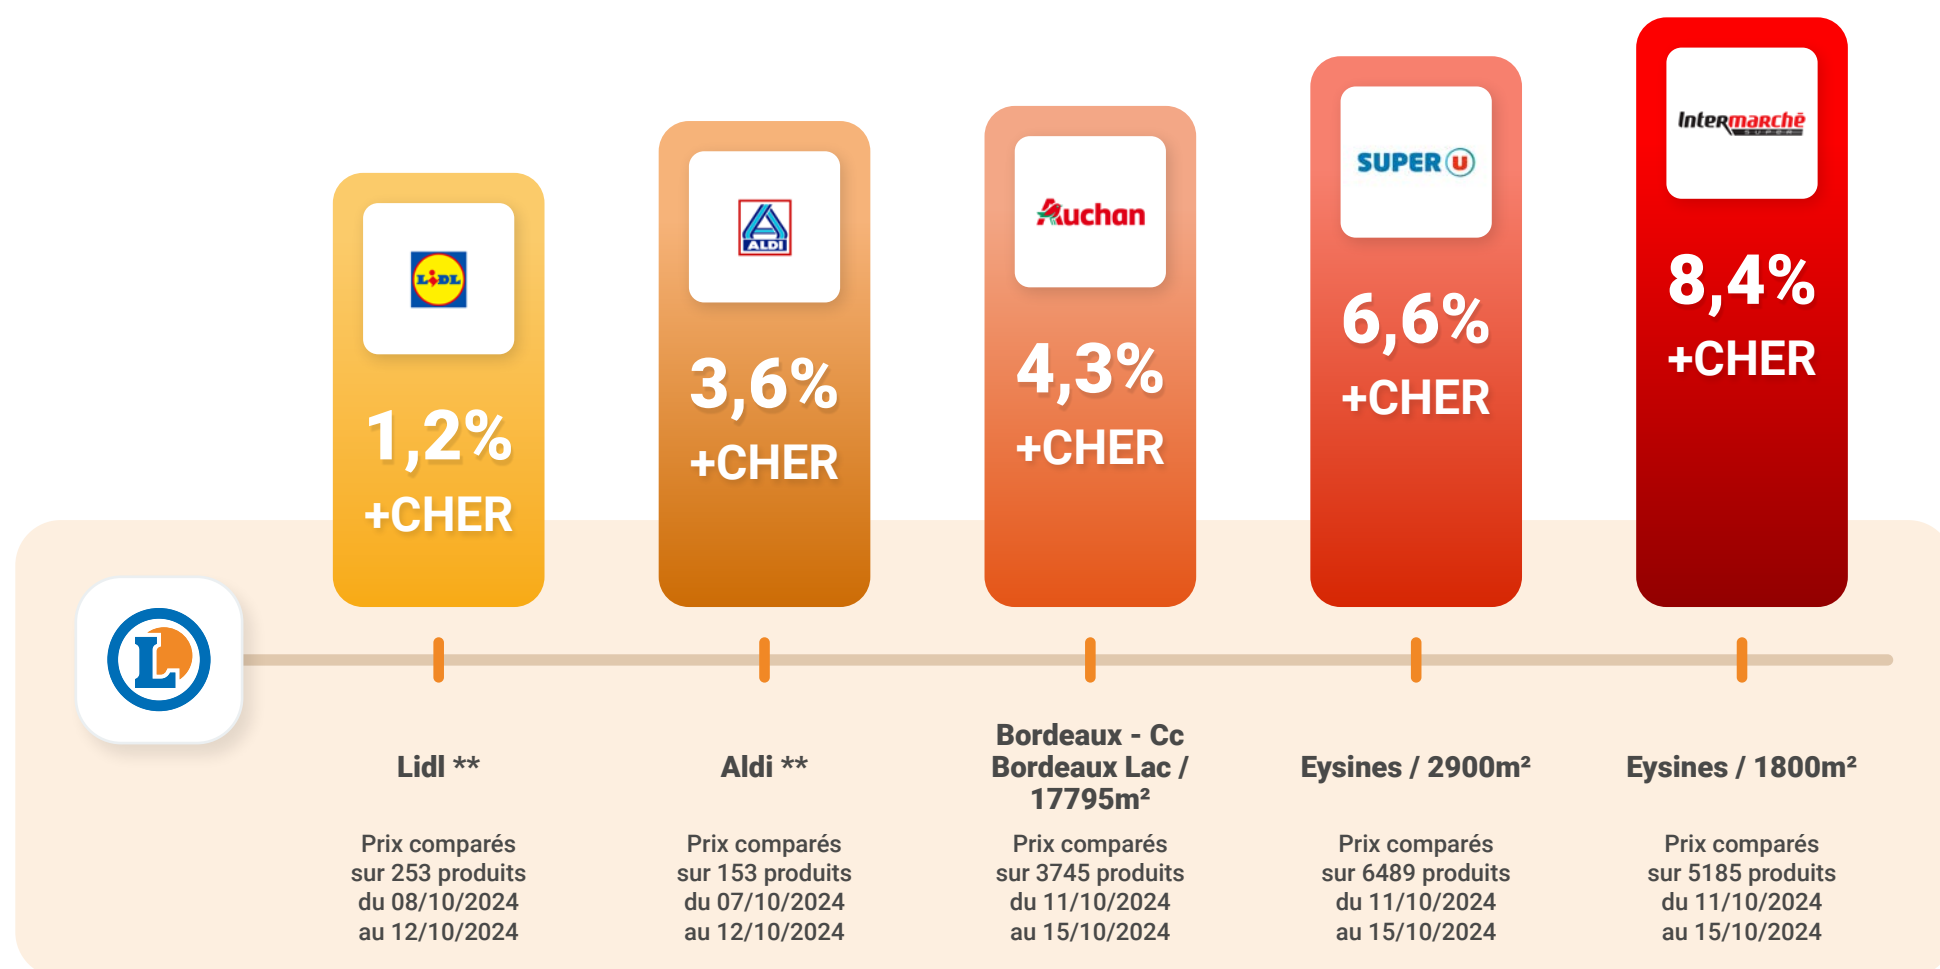 LIDL
1,2%
+CHER
ALDI
3,6%
+CHER
Auchan
4,3%
+CHER
SUPER U
6,6%
+CHER
Intermarchē
SUPER
8,4%
+CHER
L
Lidl **
Prix comparés
sur 253 produits
du 08/10/2024
au 12/10/2024
Aldi **
Prix comparés
sur 153 produits
du 07/10/2024
au 12/10/2024
Bordeaux - Cc
Bordeaux Lac /
17795m²
Prix comparés
sur 3745 produits
du 11/10/2024
au 15/10/2024
Eysines / 2900m²
Prix comparés
sur 6489 produits
du 11/10/2024
au 15/10/2024
Eysines / 1800m²
Prix comparés
sur 5185 produits
du 11/10/2024
au 15/10/2024